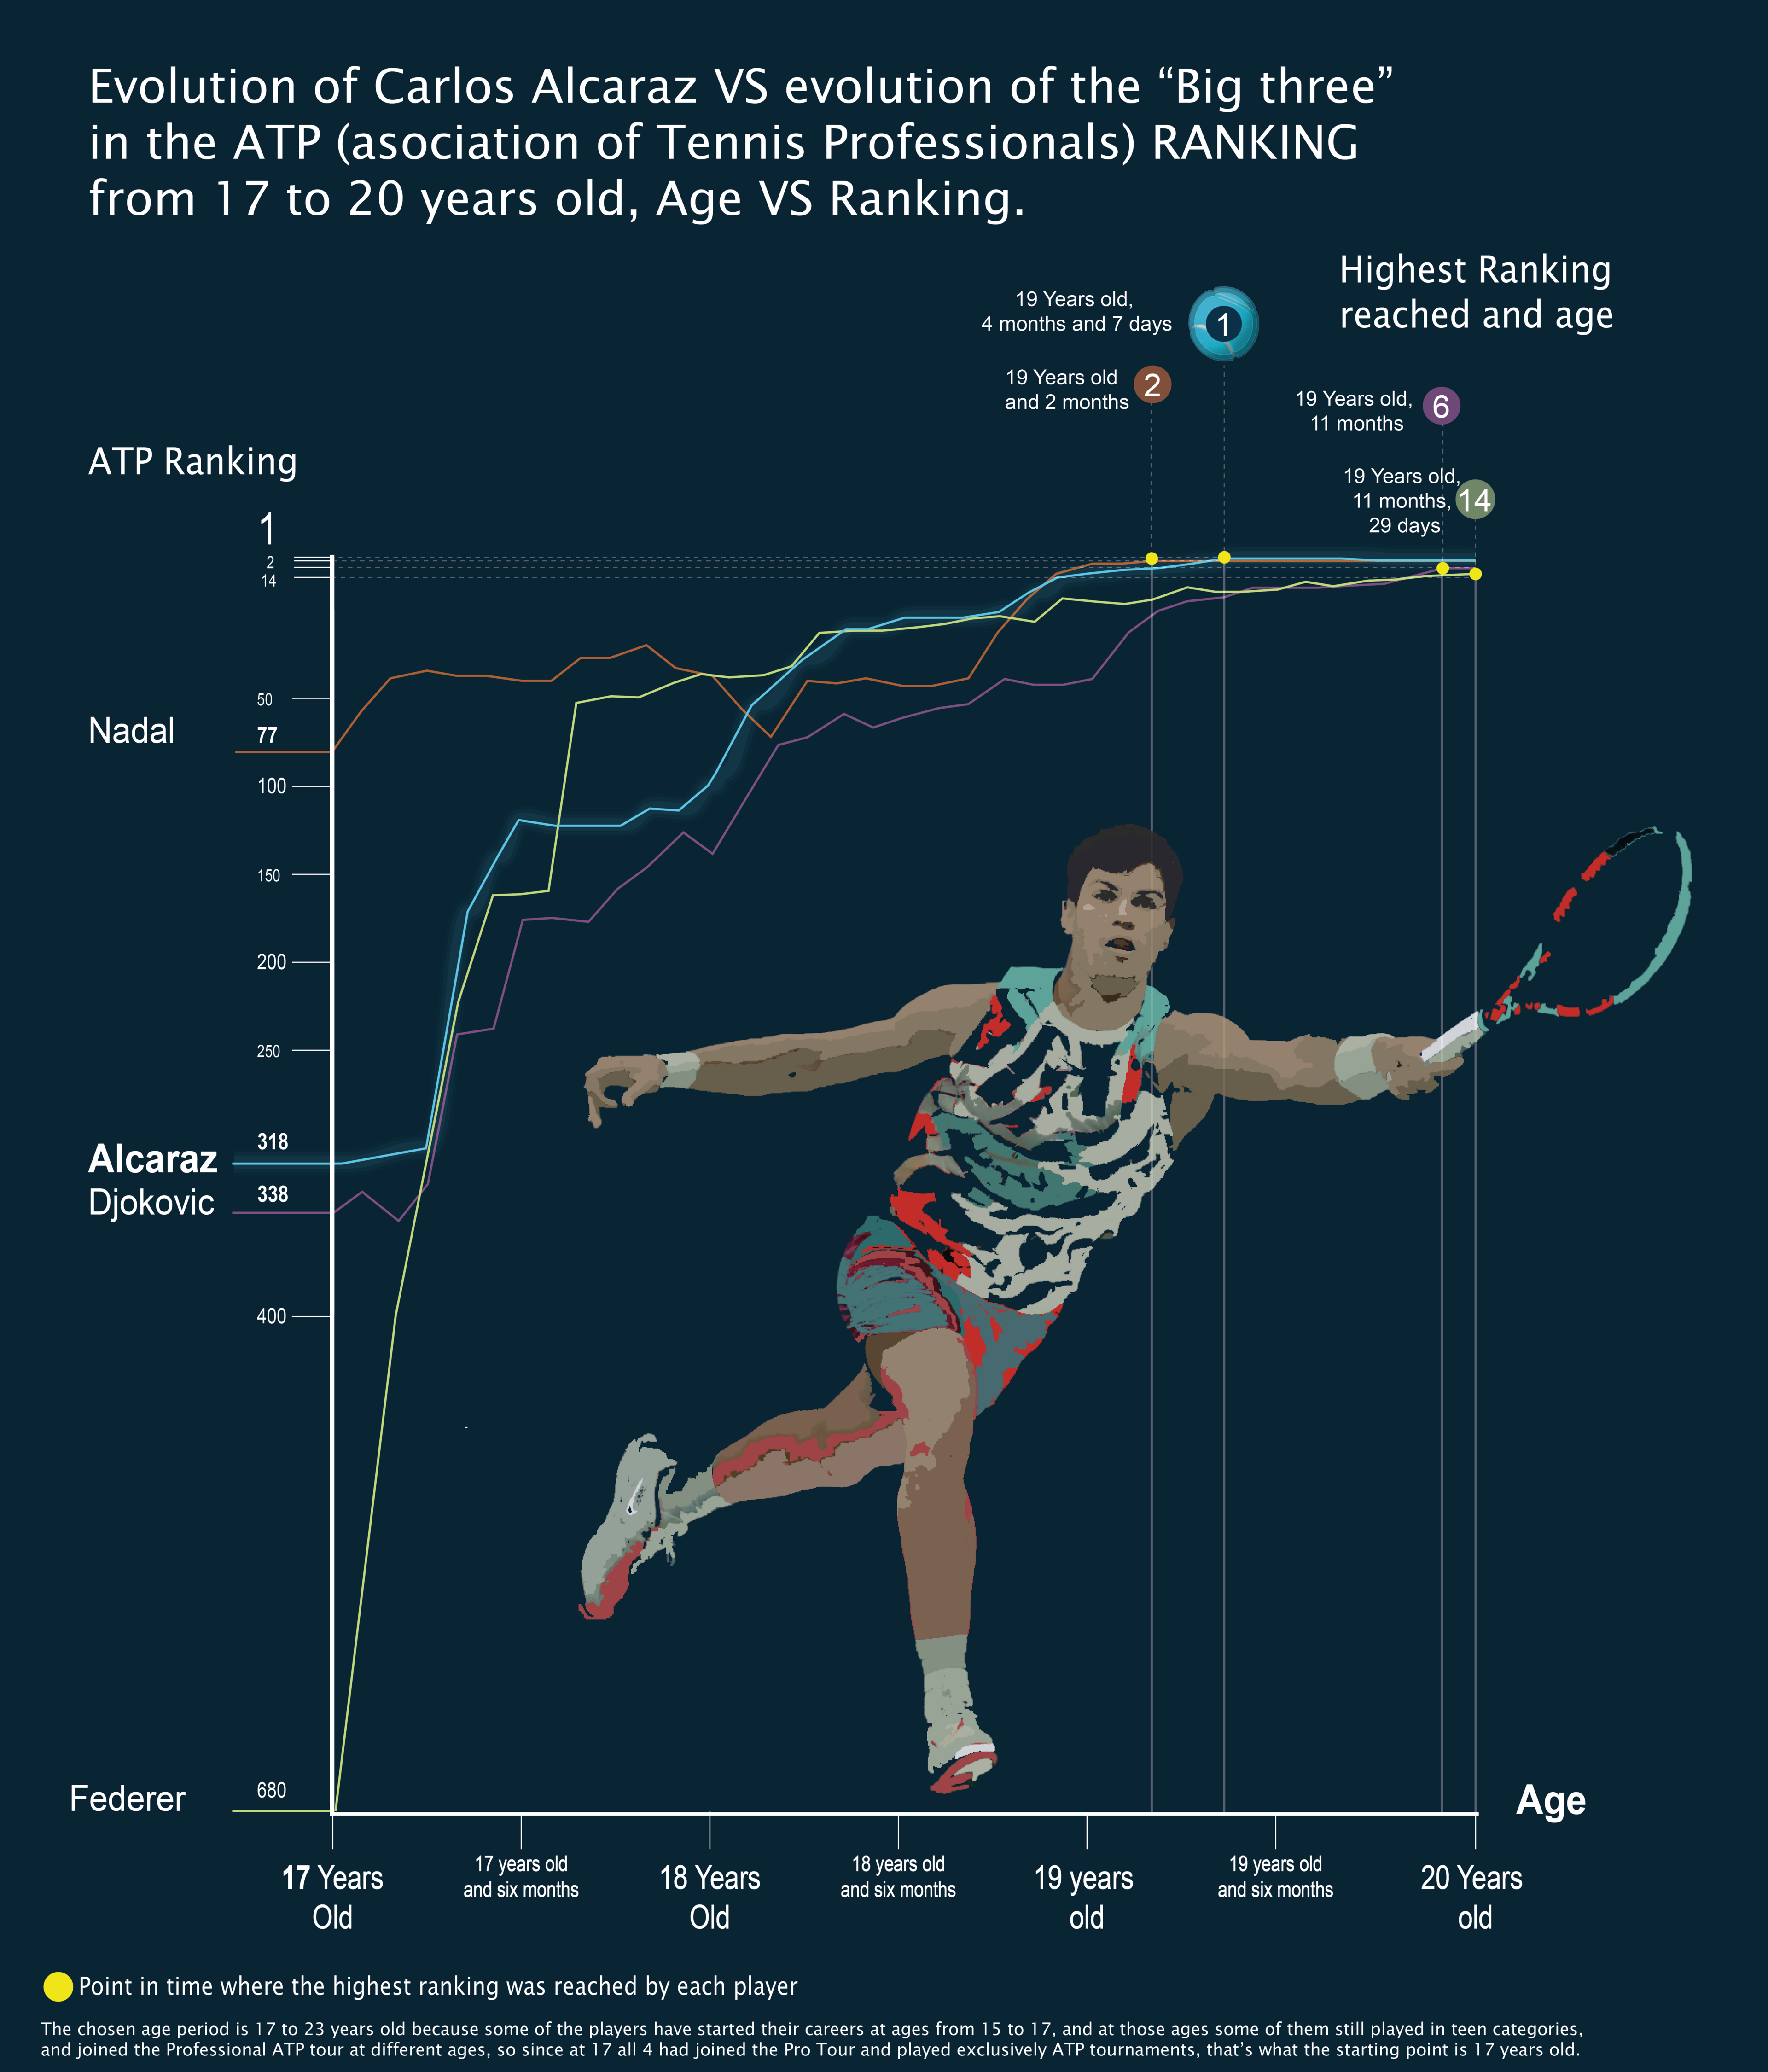 Evolution of Carlos Alcaraz VS evolution of the “Big three”
in the ATP (asociation of Tennis Professionals) RANKING
from 17 to 20 years old, Age VS Ranking.
Highest Ranking
reached and age
19 Years old,
4 months and 7 days
1
19 Years old
and 2 months
2
19 Years old,
11 months
6
19 Years old,
11 months,
29 days
14
ATP Ranking
1
2
14
50
Nadal
77
100
150
200
250
318
Alcaraz
338
Djokovic
400
680
Federer
Age
17 Years
Old
17 years old
and six months
18 Years
Old
18 years old
and six months
19 years
old
19 years old
and six months
20 Years
old
Point in time where the highest ranking was reached by each player
The chosen age period is 17 to 23 years old because some of the players have started their careers at ages from 15 to 17, and at those ages some of them still played in teen categories,
and joined the Professional ATP tour at different ages, so since at 17 all 4 had joined the Pro Tour and played exclusively ATP tournaments, that’s what the starting point is 17 years old.